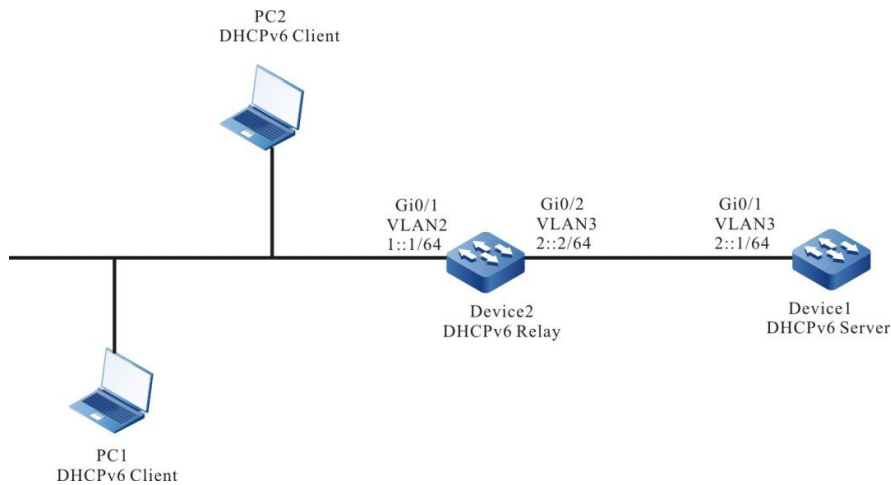 PC2
DHCPv6 Client
Gi0/1
VLAN2
1::1/64
Gi0/2
VLAN3
2::2/64
Gi0/1
VLAN3
2::1/64
Device2
DHCPv6 Relay
Device1
DHCPv6 Server
PC1
DHCPv6 Client